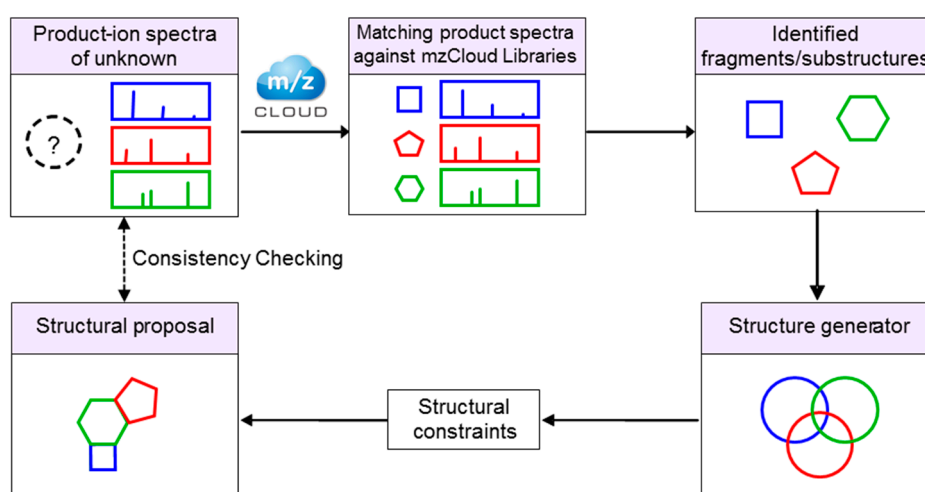 Product-ion spectra
of unknown
?
m/z
CLOUD
Matching product spectra
against mzCloud Libraries
Identified
fragments/substructures
Consistency Checking
Structural proposal
Structural
constraints
Structure generator